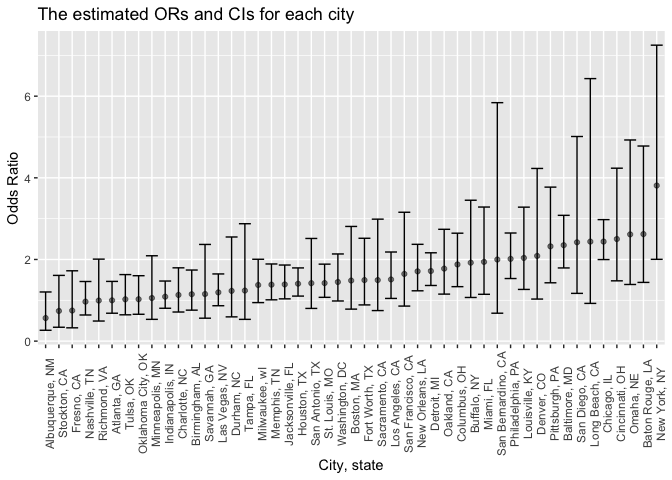 The estimated ORs and CIs for each city
6
4
2
0
Odds Ratio
Albuquerque, NM
Stockton, CA
Fresno, CA
Nashville, TN
Richmond, VA
Atlanta, GA
Tulsa, OK
Oklahoma City, OK
Minneapolis, MN
Indianapolis, IN
Charlotte, NC
Birmingham, AL
Savannah, GA
Las Vegas, NV
Durham, NC
Tampa, FL
Milwaukee, wI
Memphis, TN
Jacksonville, FL
Houston, TX
San Antonio, TX
St. Louis, MO
Washington, DC
Boston, MA
Fort Worth, TX
Sacramento, CA
Los Angeles, CA
San Francisco, CA
New Orleans, LA
Detroit, MI
Oakland, CA
Columbus, OH
Buffalo, NY
Miami, FL
San Bernardino, CA
Philadelphia, PA
Louisville, KY
Denver, CO
Pittsburgh, PA
Baltimore, MD
San Diego, CA
Long Beach, CA
Chicago, IL
Cincinnati, OH
Omaha, NE
Baton Rouge, LA
New York, NY
City, state